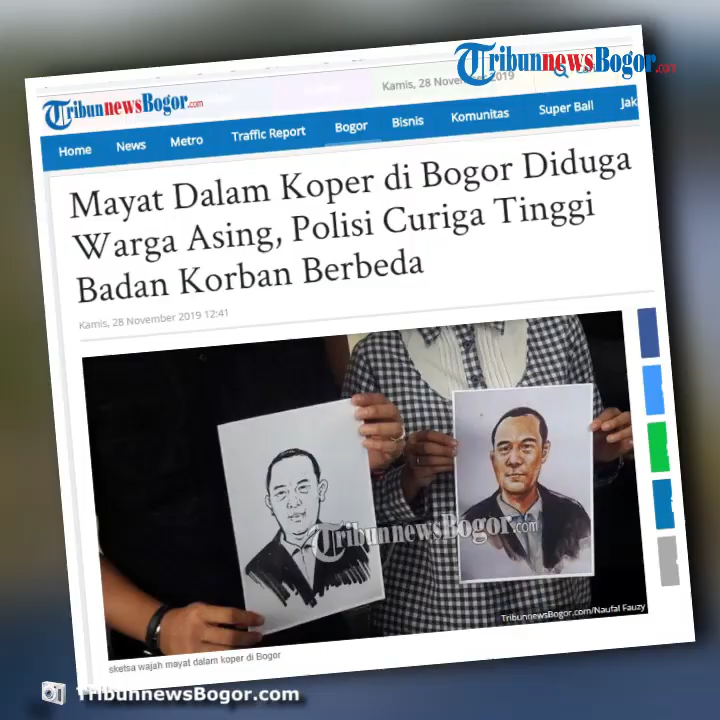 TribunnewsBogor.com
Kamis, 28 November 2019
TribunnewsBogor.com
Home News Metro Traffic Report Bogor Bisnis Komunitas Super Ball Jak
Mayat Dalam Koper di Bogor Diduga
Warga Asing, Polisi Curiga Tinggi
Badan Korban Berbeda
Kamis, 28 November 2019 12:41
TribunnewsBogor.com
TribunnewsBogor.com/Naufal Fauzy
sketsa wajah mayat dalam koper di Bogor
TribunnewsBogor.com